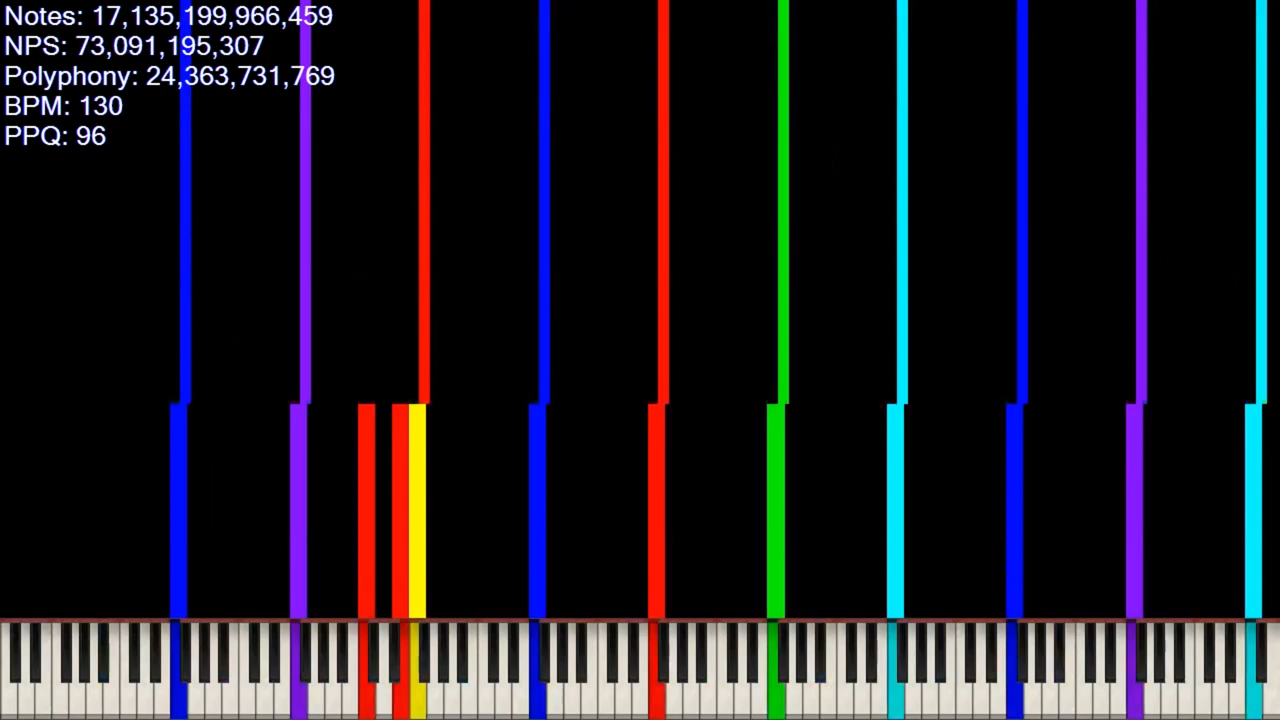 Notes: 17,135,199,966,459
NPS: 73,091,195,307
Polyphony: 24,363,731,769
BPM: 130
PPQ: 96